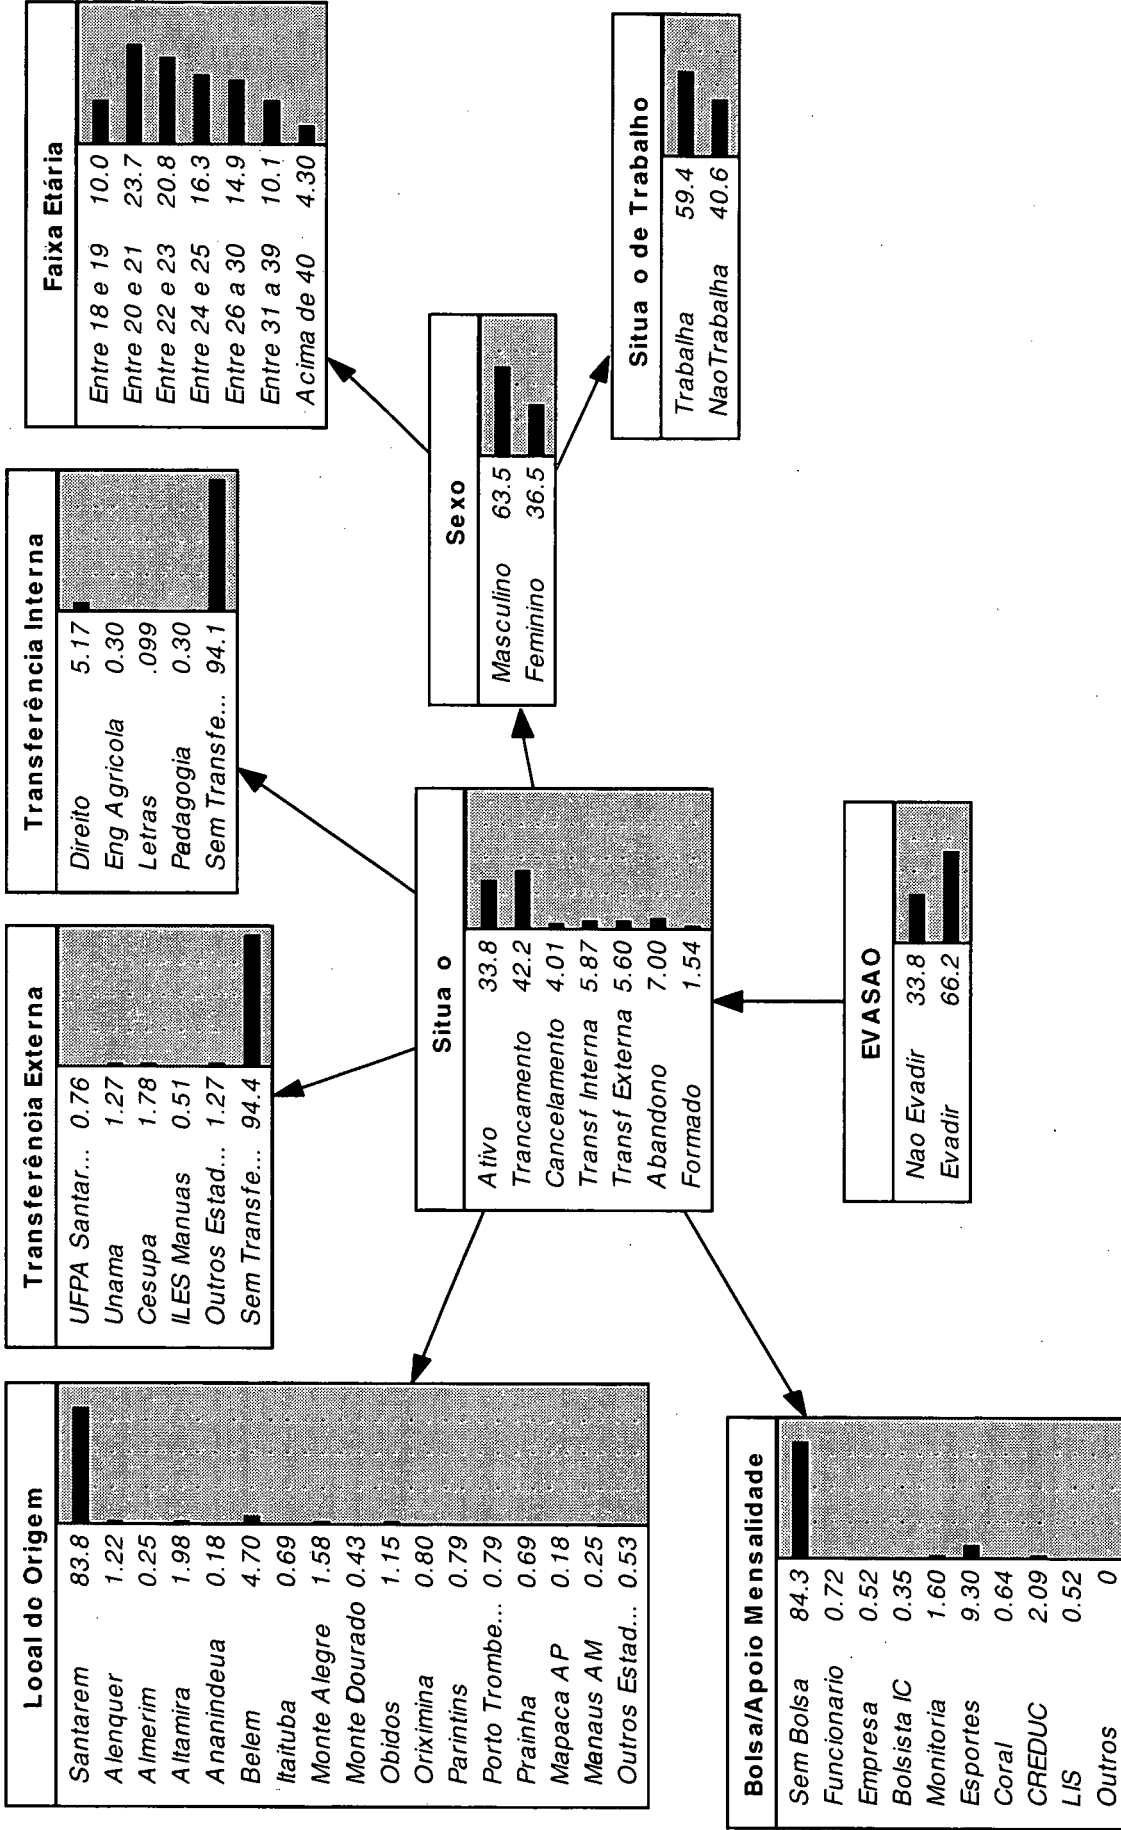 Local do Origem
Santarem 83.8
Alenquer 1.22
Almerim 0.25
Altamira 1.98
Ananindeua 0.18
Belem 4.70
Itaituba 0.69
Monte Alegre 1.58
Monte Dourado 0.43
Obidos 1.15
Oriximina 0.80
Parintins 0.79
Porto Trombe... 0.79
Prainha 0.69
Mapaca AP 0.18
Manaus AM 0.25
Outros Estad... 0.53
Transferência Externa
UFPA Santar... 0.76
Unama 1.27
Cesupa 1.78
ILES Manuas 0.51
Outros Estad... 1.27
Sem Transfe... 94.4
Transferência Interna
Direito 5.17
Eng Agricola 0.30
Letras .099
Padagogia 0.30
Sem Transfe... 94.1
Faixa Etária
Entre 18 e 19 10.0
Entre 20 e 21 23.7
Entre 22 e 23 20.8
Entre 24 e 25 16.3
Entre 26 a 30 14.9
Entre 31 a 39 10.1
Acima de 40 4.30
Situa o
Ativo 33.8
Trancamento 42.2
Cancelamento 4.01
Transf Interna 5.87
Transf Externa 5.60
Abandono 7.00
Formado 1.54
Sexo
Masculino 63.5
Feminino 36.5
Situa o de Trabalho
Trabalha 59.4
NaoTrabalha 40.6
Bolsa/Apoio Mensalidade
Sem Bolsa 84.3
Funcionario 0.72
Empresa 0.52
Bolsista IC 0.35
Monitoria 1.60
Esportes 9.30
Coral 0.64
CREDUC 2.09
LIS 0.52
Outros 0
EVASAO
Nao Evadir 33.8
Evadir 66.2